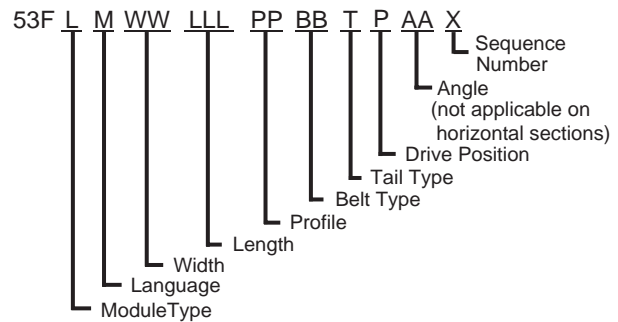 53F L M WW LLL PP BB T P AA X
Sequence
Number
Angle
(not applicable on
horizontal sections)
Drive Position
Tail Type
Belt Type
Profile
Length
Width
Language
ModuleType